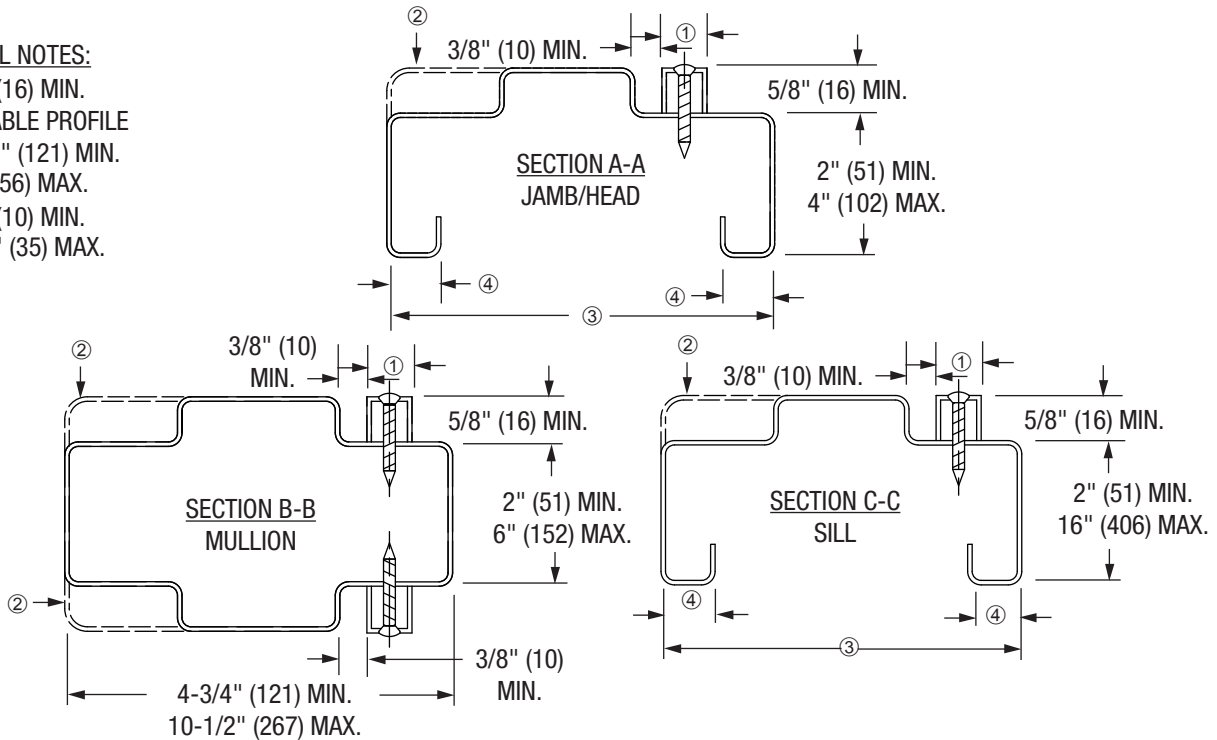 L NOTES:
(16) MIN.
ABLE PROFILE
" (121) MIN.
56) MAX.
(10) MIN.
" (35) MAX.
②
3/8" (10) MIN.
①
5/8" (16) MIN.
SECTION A-A
JAMB/HEAD
2" (51) MIN.
4" (102) MAX.
④
④
③
②
3/8" (10)
MIN.
①
5/8" (16) MIN.
SECTION B-B
MULLION
2" (51) MIN.
6" (152) MAX.
②
3/8" (10)
MIN.
4-3/4" (121) MIN.
10-1/2" (267) MAX.
②
3/8" (10) MIN.
①
5/8" (16) MIN.
SECTION C-C
SILL
2" (51) MIN.
16" (406) MAX.
④
④
③